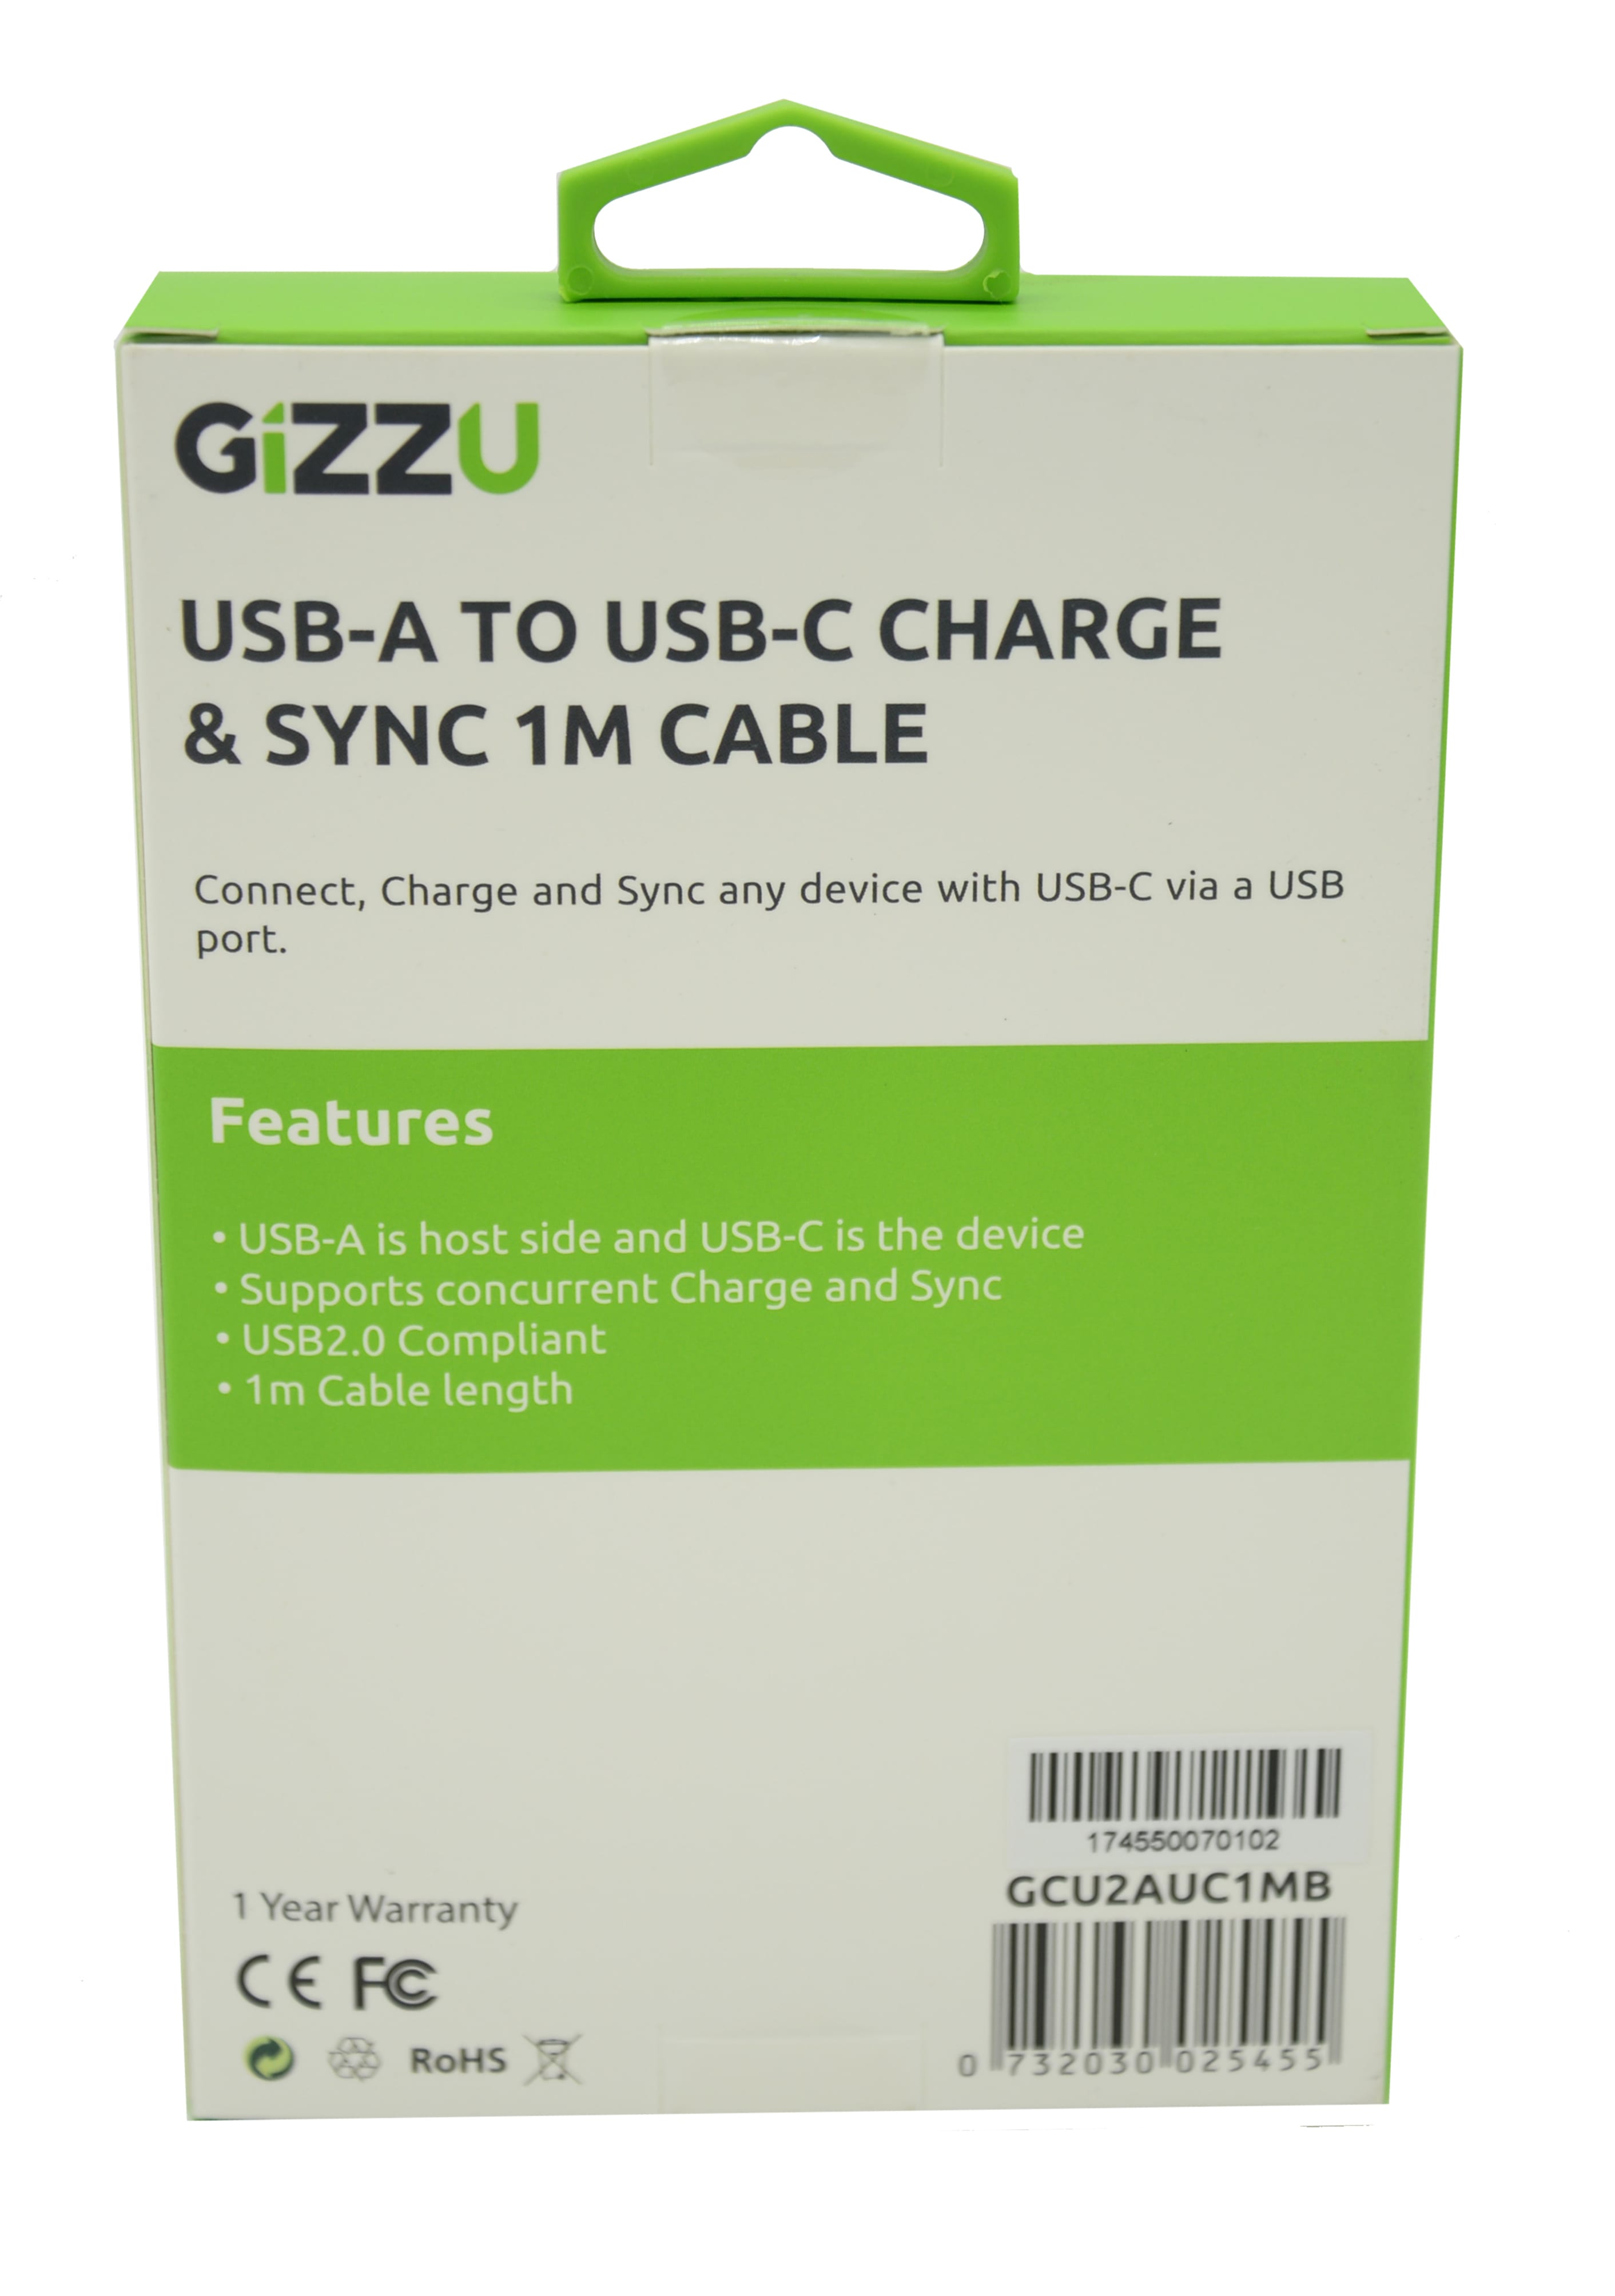 GiZZU
USB-A TO USB-C CHARGE
& SYNC 1M CABLE
Connect, Charge and Sync any device with USB-C via a USB
port.
Features
• USB-A is host side and USB-C is the device
• Supports concurrent Charge and Sync
• USB2.0 Compliant
• 1m Cable length
174550070102
GCU2AUC1MB
1 Year Warranty
CE FC
RoHS
0 732030 025455